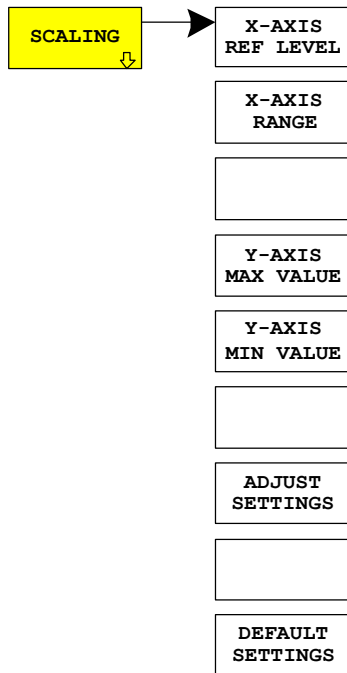 SCALING
X-AXIS
REF LEVEL
X-AXIS
RANGE
Y-AXIS
MAX VALUE
Y-AXIS
MIN VALUE
ADJUST
SETTINGS
DEFAULT
SETTINGS